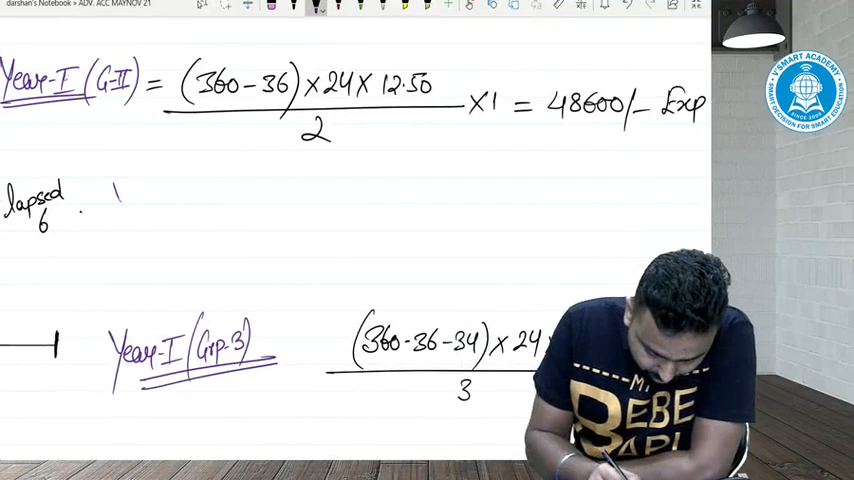 darshan's Notebook » ADV. ACC MAYNOV 21
Year-I (G-II) = (360-36) × 24 × 12.50 × 1 = 48600/- Exp
2
lapsed
6
Year-I (Grp-3) (360-36-34) × 24
3
V'SMART ACADEMY
SMART DECISION FOR SMART EDUCATION
SINCE 2003
BEBE